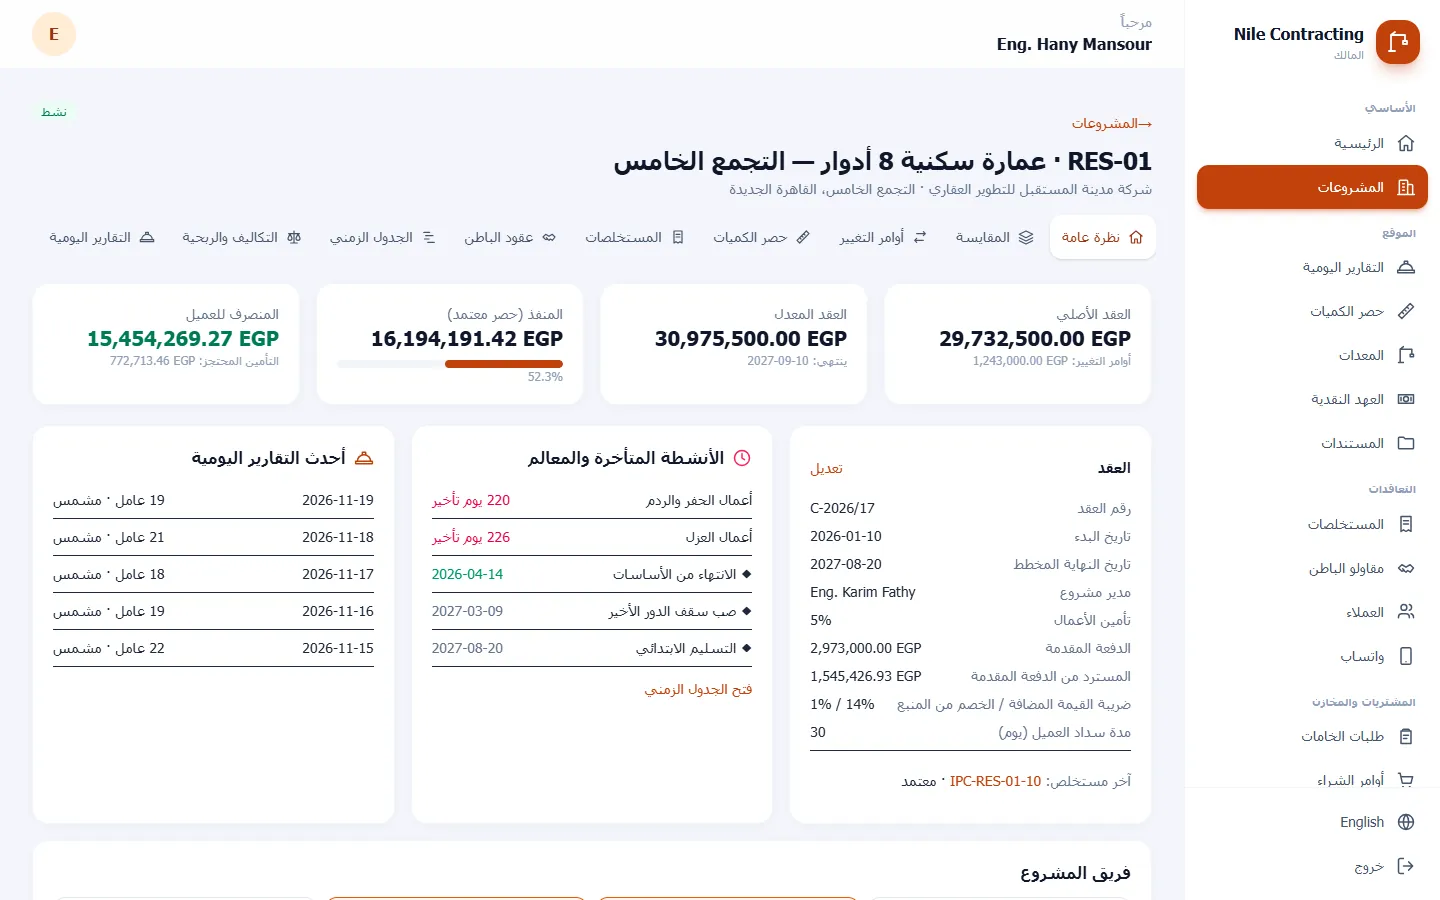 Nile Contracting
المالك
الأساسي
الرئيسية
المشروعات
الموقع
التقارير اليومية
حصر الكميات
المعدات
العهد النقدية
المستندات
التعاقدات
المستخلصات
مقاولو الباطن
العملاء
واتساب
المشتريات والمخازن
طلبات الخامات
أوامر الشراء
English
خروج
مرحباً
Eng. Hany Mansour
E
نشط
→المشروعات
RES-01 · عمارة سكنية 8 أدوار — التجمع الخامس
شركة مدينة المستقبل للتطوير العقاري · التجمع الخامس، القاهرة الجديدة
نظرة عامة
المقايسة
أوامر التغيير
حصر الكميات
المستخلصات
عقود الباطن
الجدول الزمني
التكاليف والربحية
التقارير اليومية
العقد الأصلي
29,732,500.00 EGP
أوامر التغيير: 1,243,000.00 EGP
العقد المعدل
30,975,500.00 EGP
ينتهي: 10-09-2027
المنفذ (حصر معتمد)
16,194,191.42 EGP
52.3%
المنصرف للعميل
15,454,269.27 EGP
التأمين المحتجز: 772,713.46 EGP
العقد
تعديل
رقم العقد C-2026/17
تاريخ البدء 2026-01-10
تاريخ النهاية المخطط 2027-08-20
مدير مشروع Eng. Karim Fathy
تأمين الأعمال 5%
الدفعة المقدمة 2,973,000.00 EGP
المسترد من الدفعة المقدمة 1,545,426.93 EGP
ضريبة القيمة المضافة / الخصم من المنبع 1% / 14%
مدة سداد العميل (يوم) 30
آخر مستخلص: IPC-RES-01-10 · معتمد
الأنشطة المتأخرة والمعالم
أعمال الحفر والردم 220 يوم تأخير
أعمال العزل 226 يوم تأخير
◆ الانتهاء من الأساسات 2026-04-14
◆ صب سقف الدور الأخير 2027-03-09
◆ التسليم الابتدائي 2027-08-20
فتح الجدول الزمني
أحدث التقارير اليومية
2026-11-19 19 عامل · مشمس
2026-11-18 21 عامل · مشمس
2026-11-17 18 عامل · مشمس
2026-11-16 19 عامل · مشمس
2026-11-15 22 عامل · مشمس
فريق المشروع